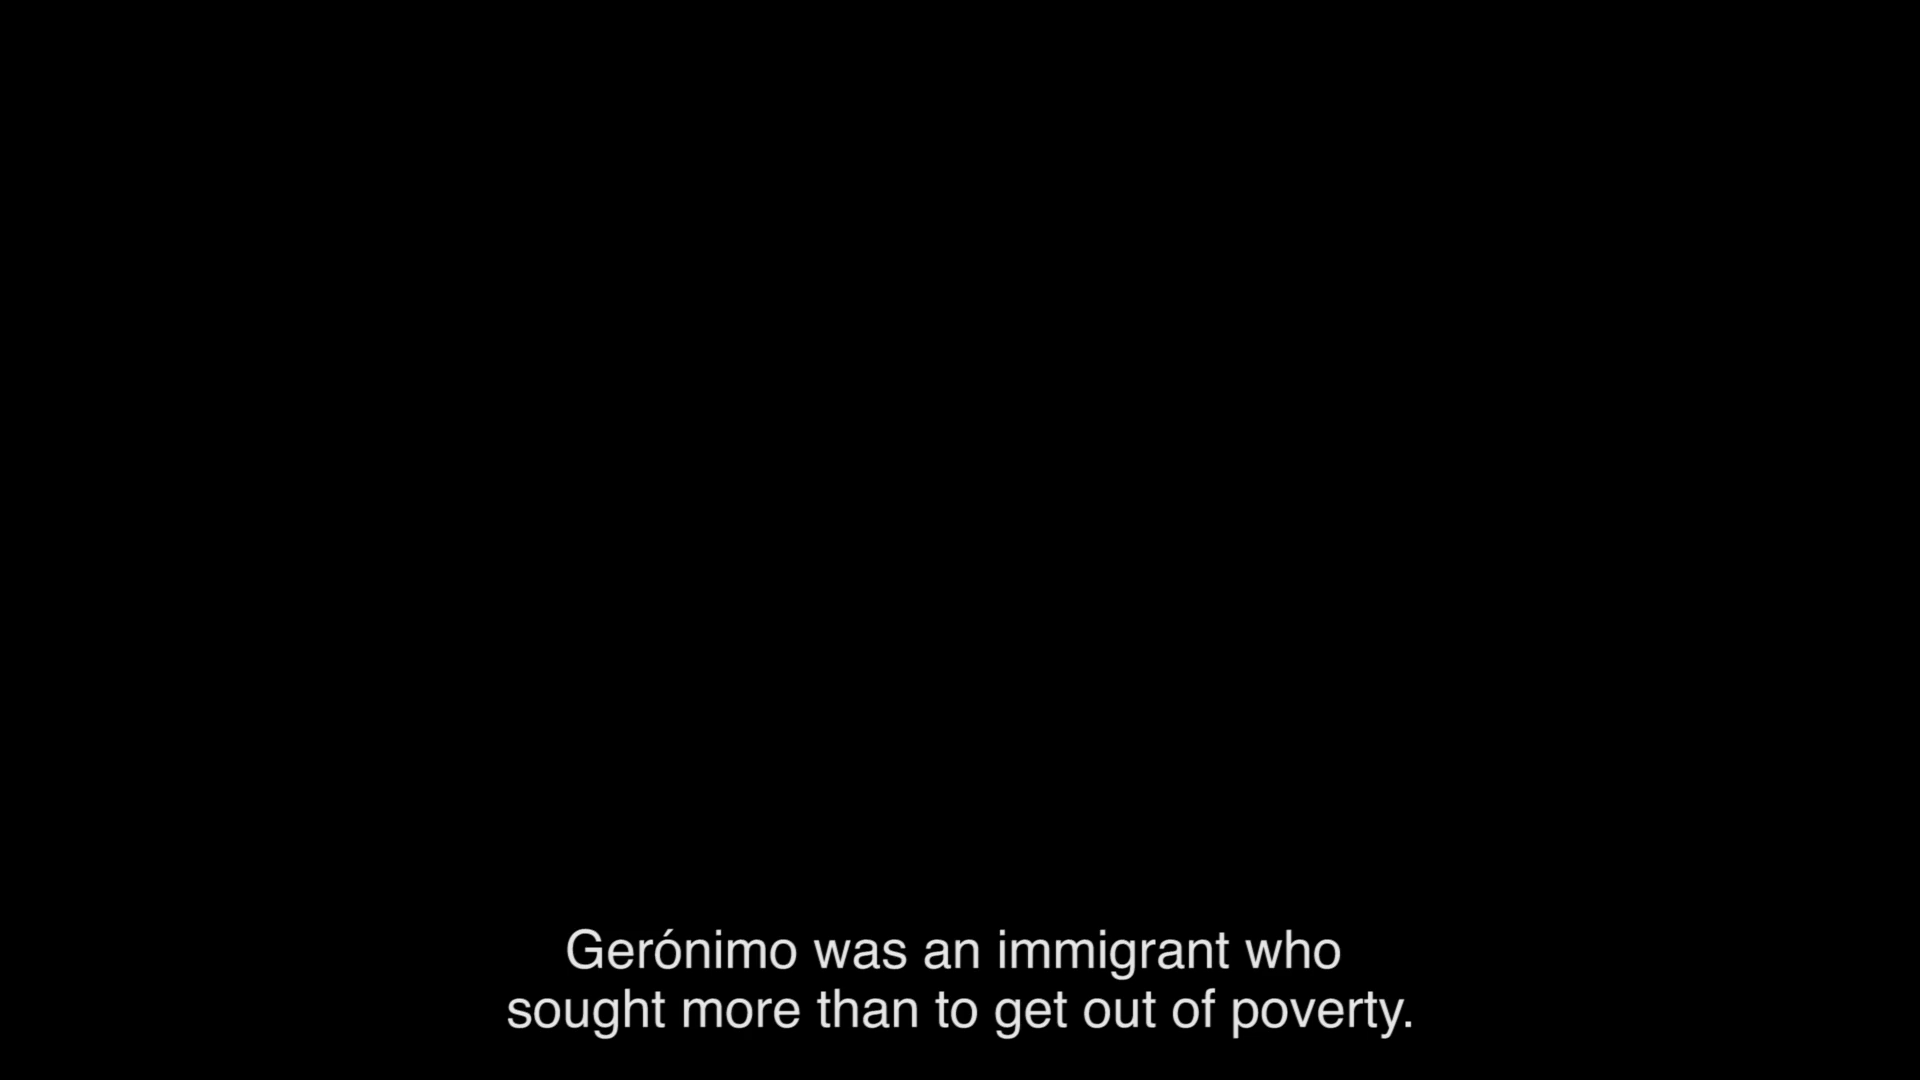 Gerónimo was an immigrant who
sought more than to get out of poverty.